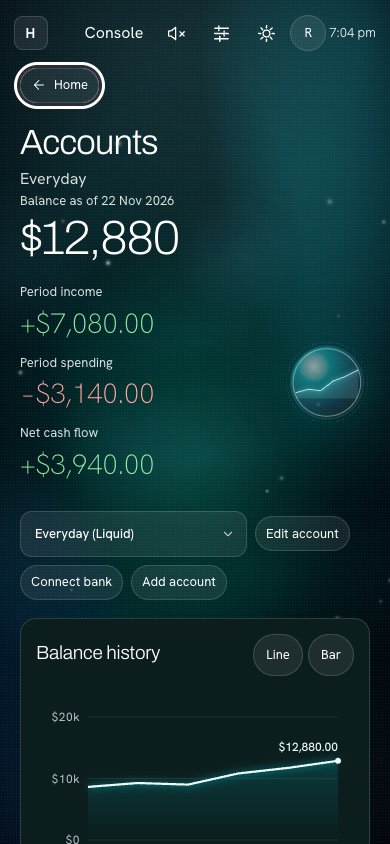 H Console R 7:04 pm
Home
Accounts
Everyday
Balance as of 22 Nov 2026
$12,880
Period income
+$7,080.00
Period spending
−$3,140.00
Net cash flow
+$3,940.00
Everyday (Liquid) Edit account
Connect bank Add account
Balance history Line Bar
$20k
$12,880.00
$10k
$0